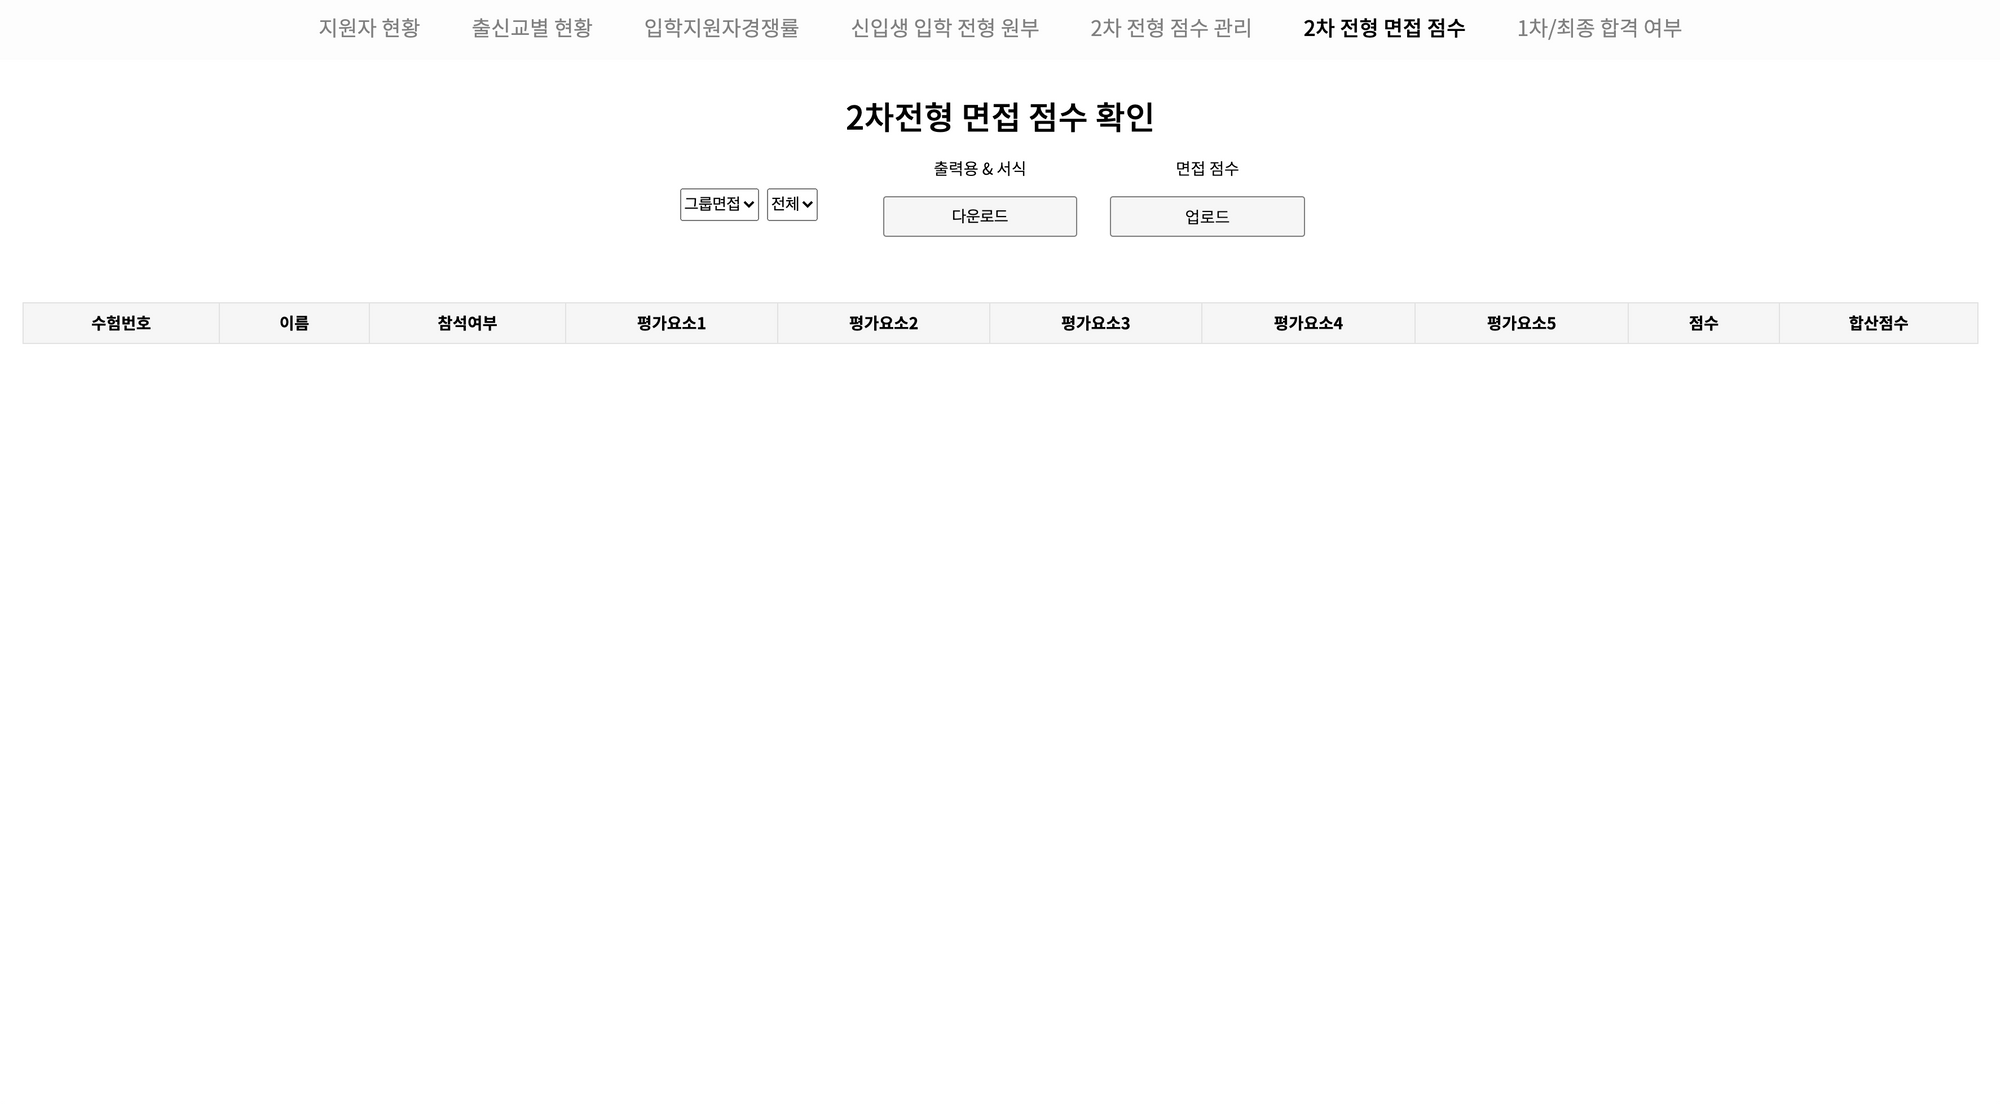 지원자 현황 출신교별 현황 입학지원자경쟁률 신입생 입학 전형 원부 2차 전형 점수 관리 2차 전형 면접 점수 1차/최종 합격 여부
2차전형 면접 점수 확인
출력용 & 서식 면접 점수
그룹면접 전체 다운로드 업로드
수험번호 이름 참석여부 평가요소1 평가요소2 평가요소3 평가요소4 평가요소5 점수 합산점수